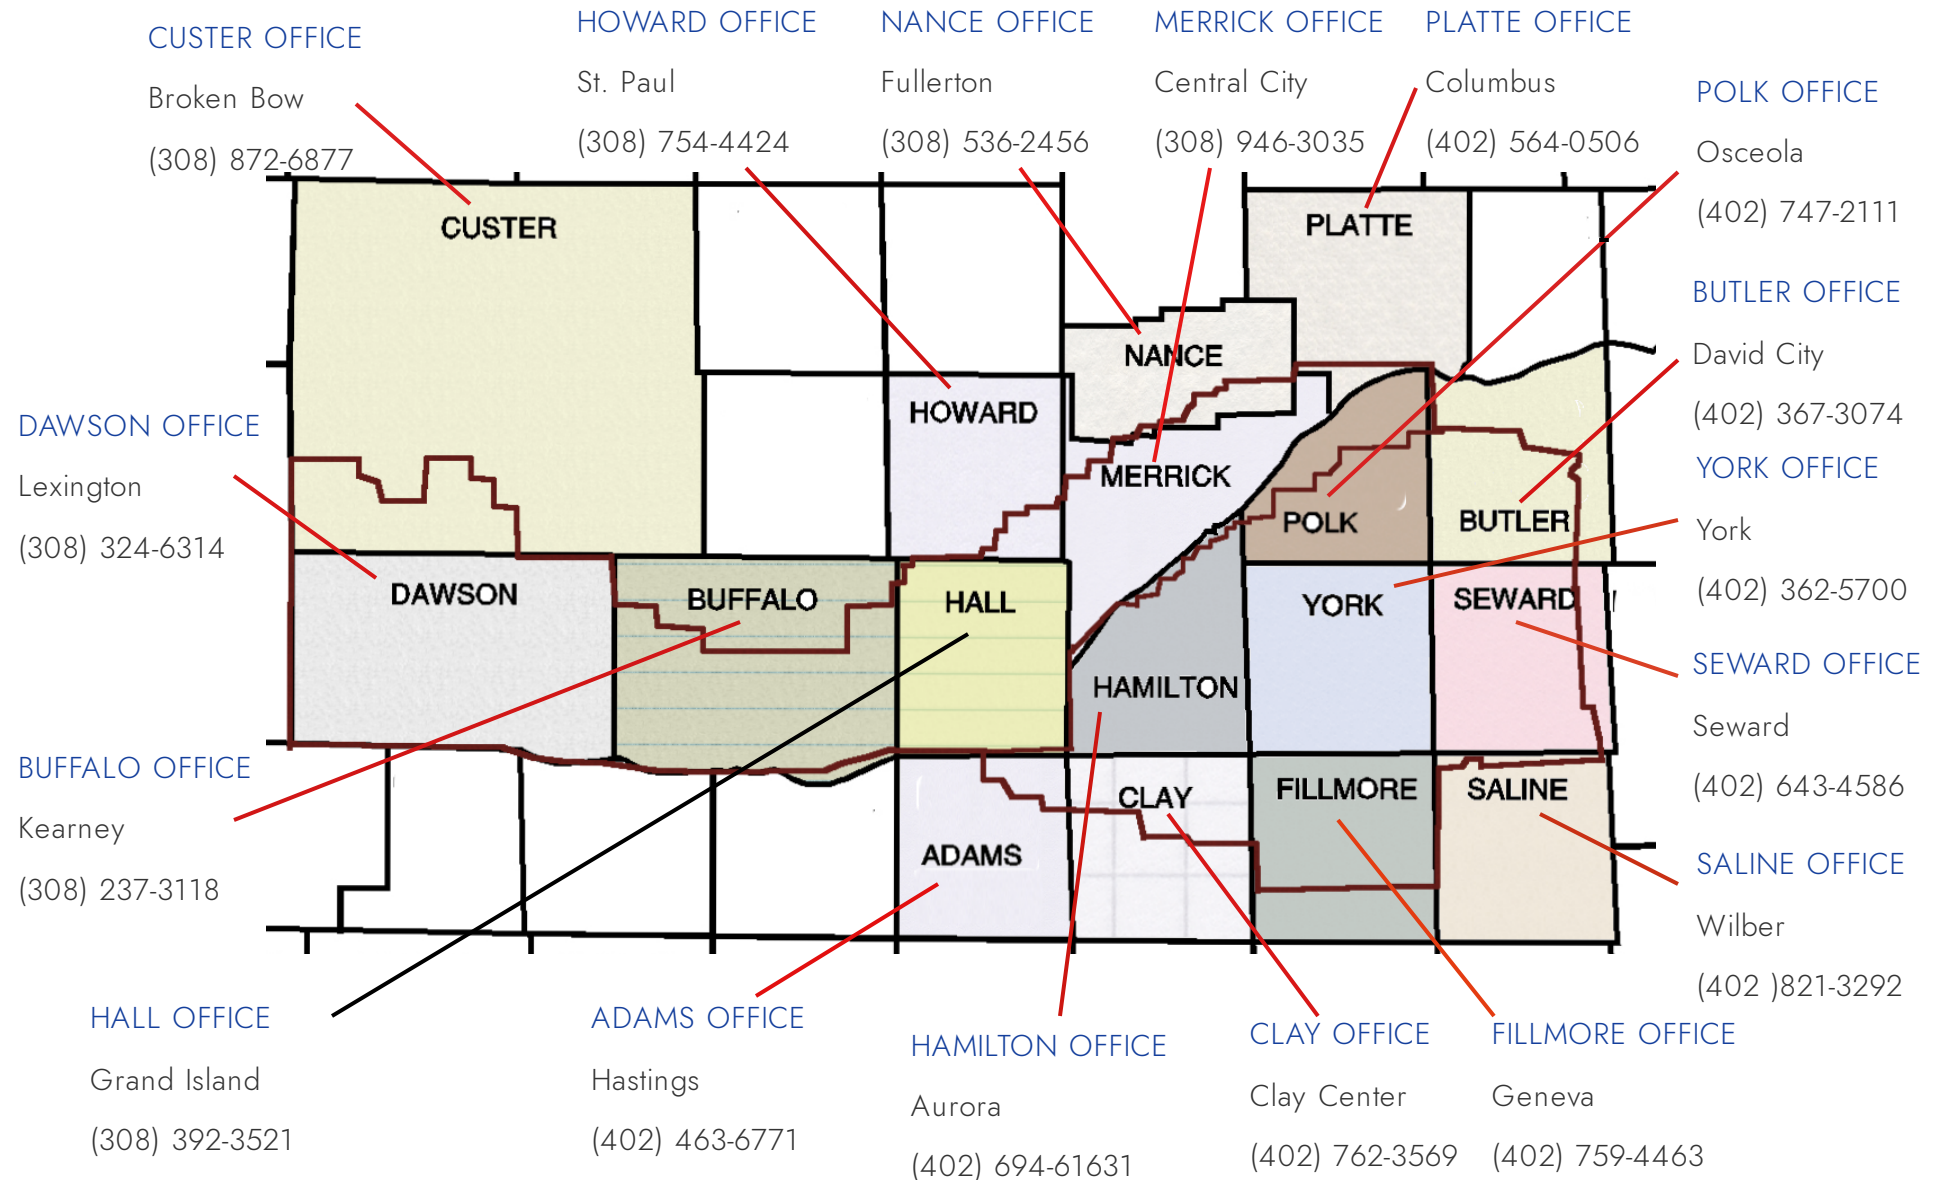 CUSTER OFFICE
Broken Bow
(308) 872-6877
HOWARD OFFICE
St. Paul
(308) 754-4424
NANCE OFFICE
Fullerton
(308) 536-2456
MERRICK OFFICE
Central City
(308) 946-3035
PLATTE OFFICE
Columbus
(402) 564-0506
POLK OFFICE
Osceola
(402) 747-2111
BUTLER OFFICE
David City
(402) 367-3074
YORK OFFICE
York
(402) 362-5700
SEWARD OFFICE
Seward
(402) 643-4586
SALINE OFFICE
Wilber
(402 )821-3292
DAWSON OFFICE
Lexington
(308) 324-6314
BUFFALO OFFICE
Kearney
(308) 237-3118
CUSTER
PLATTE
NANCE
HOWARD
MERRICK
POLK
BUTLER
DAWSON
BUFFALO
HALL
YORK
SEWARD
HAMILTON
CLAY
FILLMORE
SALINE
ADAMS
HALL OFFICE
Grand Island
(308) 392-3521
ADAMS OFFICE
Hastings
(402) 463-6771
HAMILTON OFFICE
Aurora
(402) 694-61631
CLAY OFFICE
Clay Center
(402) 762-3569
FILLMORE OFFICE
Geneva
(402) 759-4463